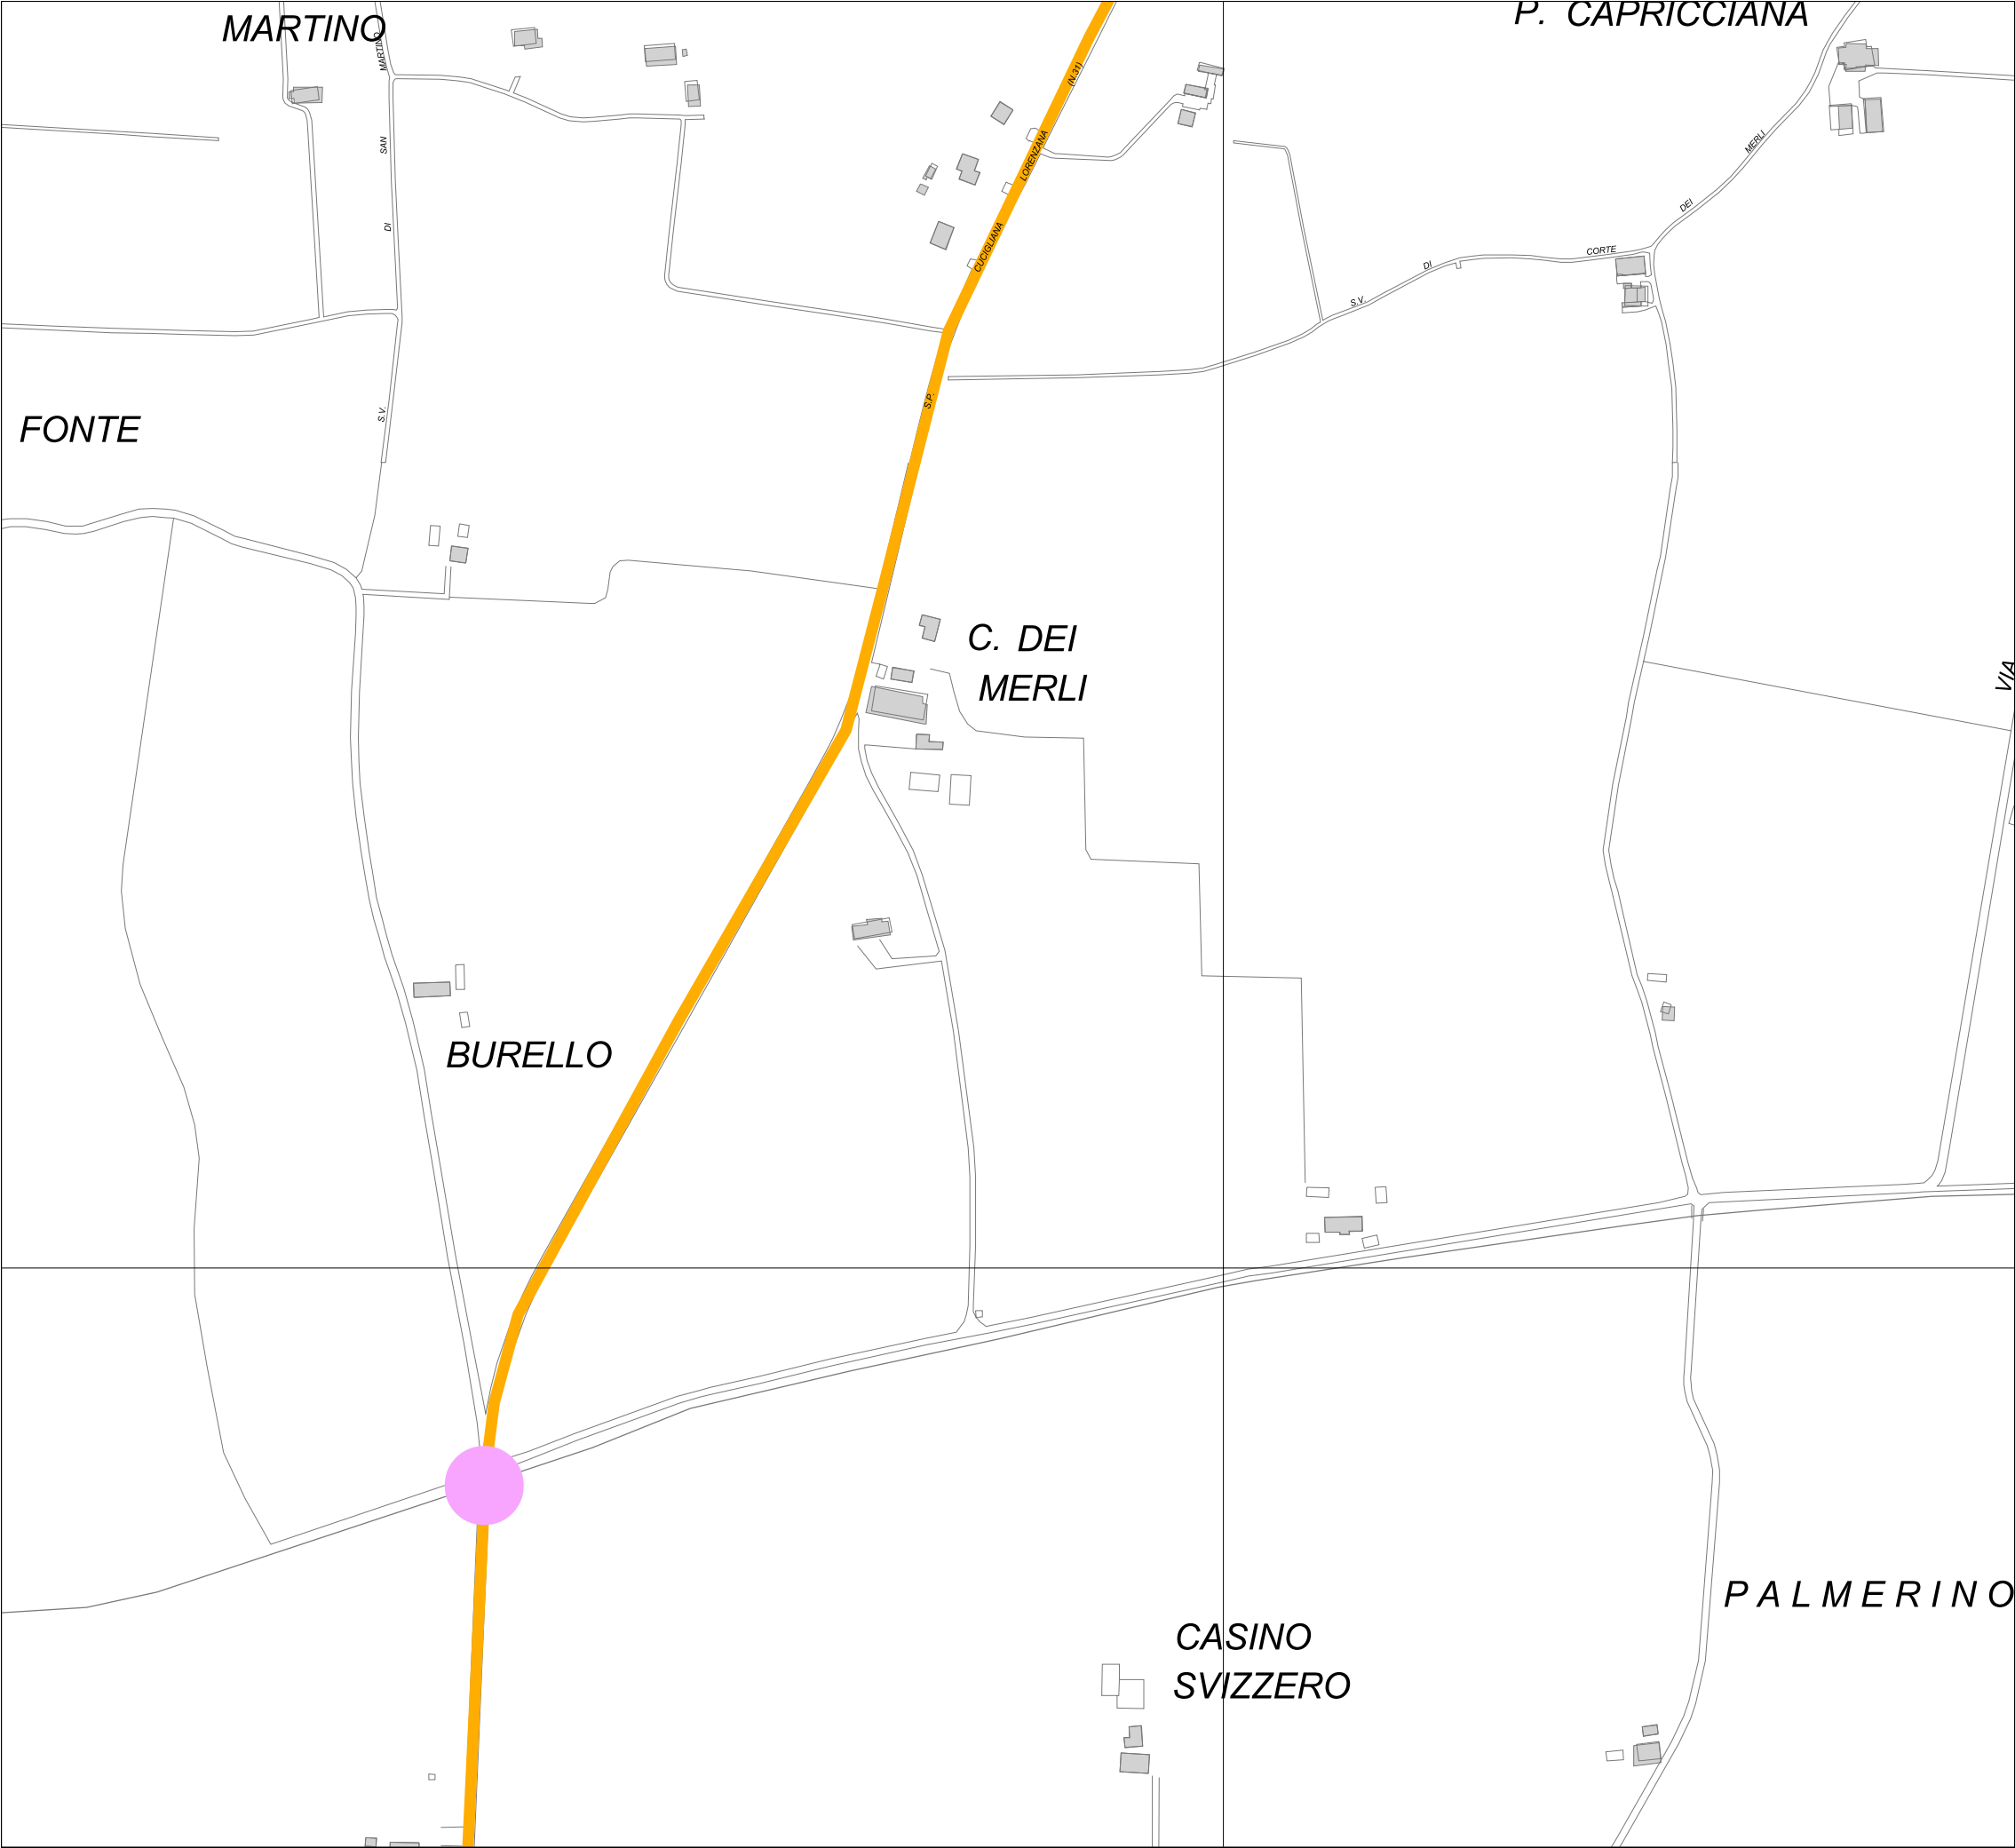 MARTINO
P. CAPRICCIANA
MARTINO
SAN
DI
S.V.
(N.31)
LORENZANA
CUCIGLIANA
S.P.
MERLI
DEI
CORTE
DI
S.V.
FONTE
C. DEI
MERLI
VIA
BURELLO
PALMERINO
CASINO
SVIZZERO